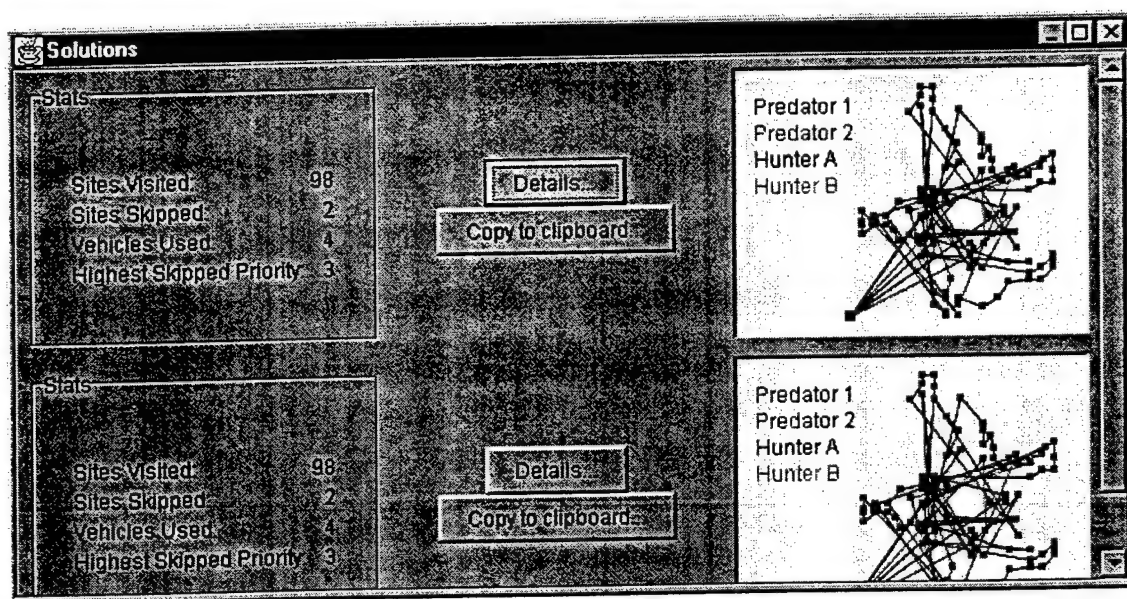 Solutions
Stats
Sites Visited: 98
Sites Skipped: 2
Vehicles Used: 4
Highest Skipped Priority: 3
Details...
Copy to clipboard...
Predator 1
Predator 2
Hunter A
Hunter B
Stats
Sites Visited: 98
Sites Skipped: 2
Vehicles Used: 4
Highest Skipped Priority: 3
Details...
Copy to clipboard...
Predator 1
Predator 2
Hunter A
Hunter B